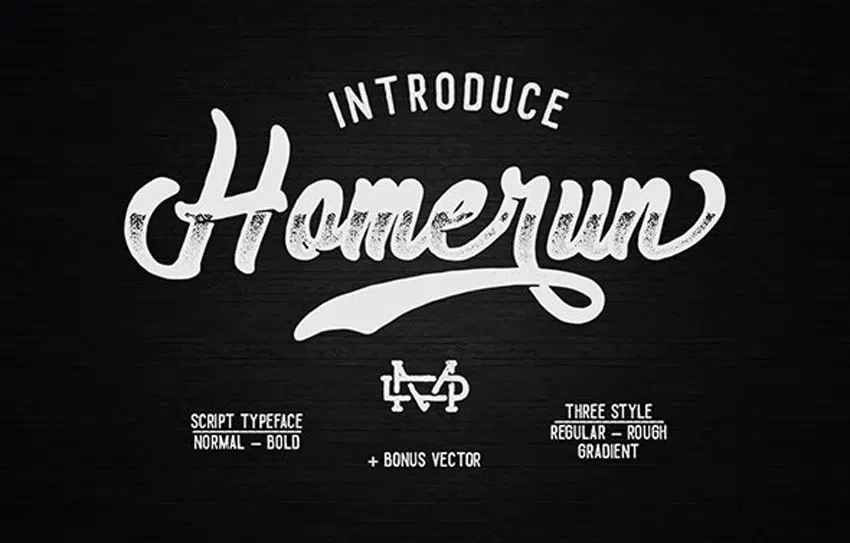 INTRODUCE
Homerun
SCRIPT TYPEFACE
NORMAL – BOLD
+ BONUS VECTOR
THREE STYLE
REGULAR – ROUGH
GRADIENT